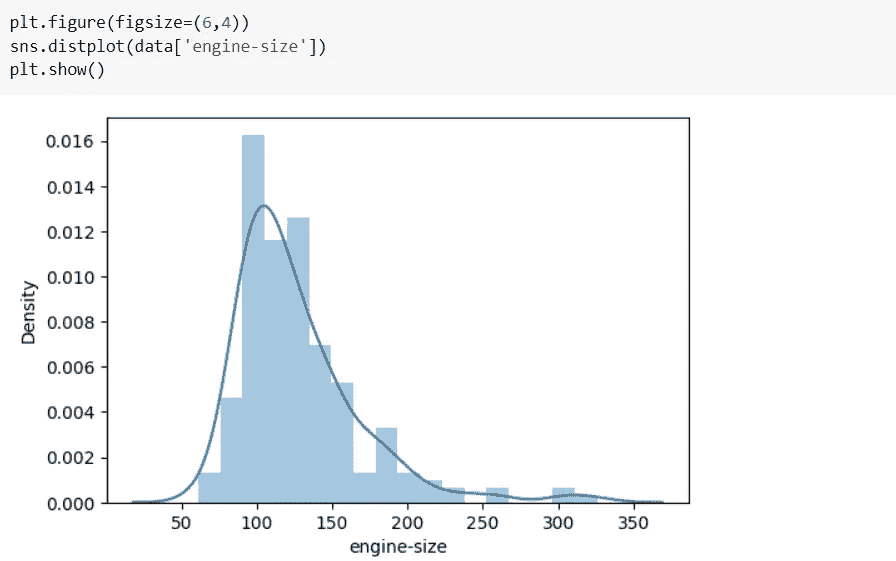 plt.figure(figsize=(6,4))
sns.distplot(data['engine-size'])
plt.show()
0.016
0.014
0.012
0.010
0.008
0.006
0.004
0.002
0.000
Density
50 100 150 200 250 300 350
engine-size